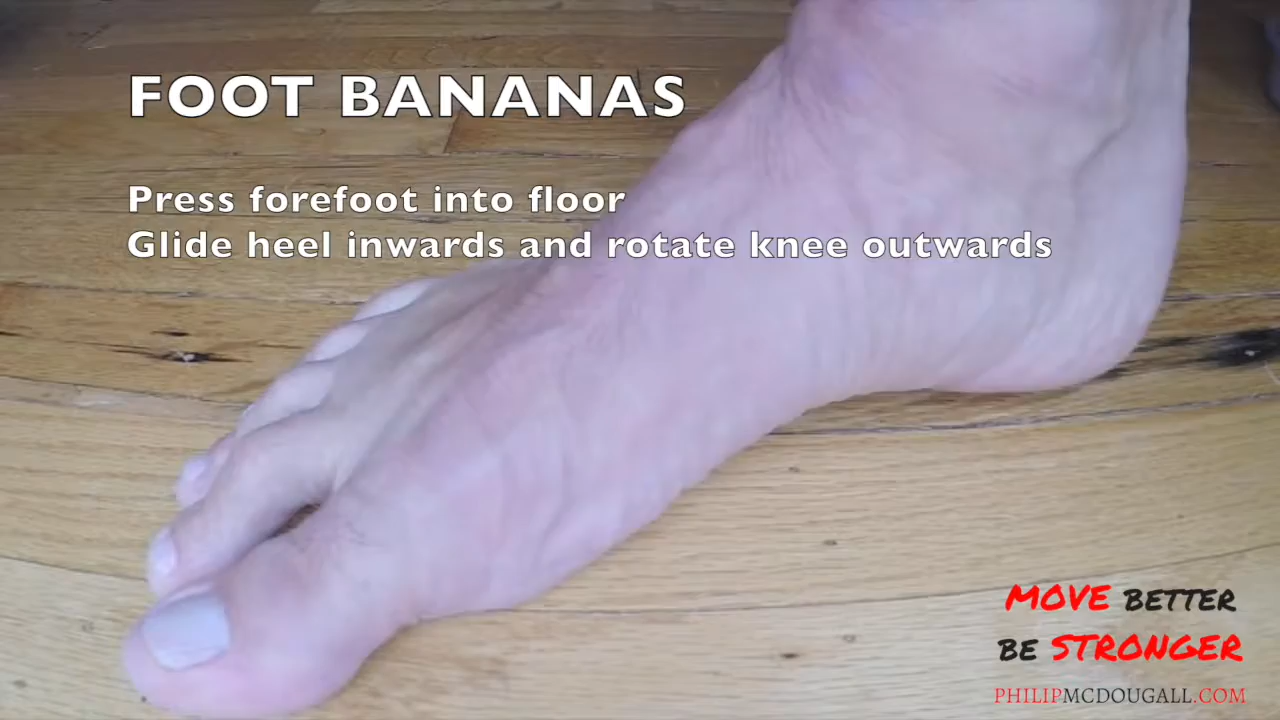 FOOT BANANAS
Press forefoot into floor
Glide heel inwards and rotate knee outwards
MOVE BETTER
BE STRONGER
PHILIPMCDOUGALL.COM